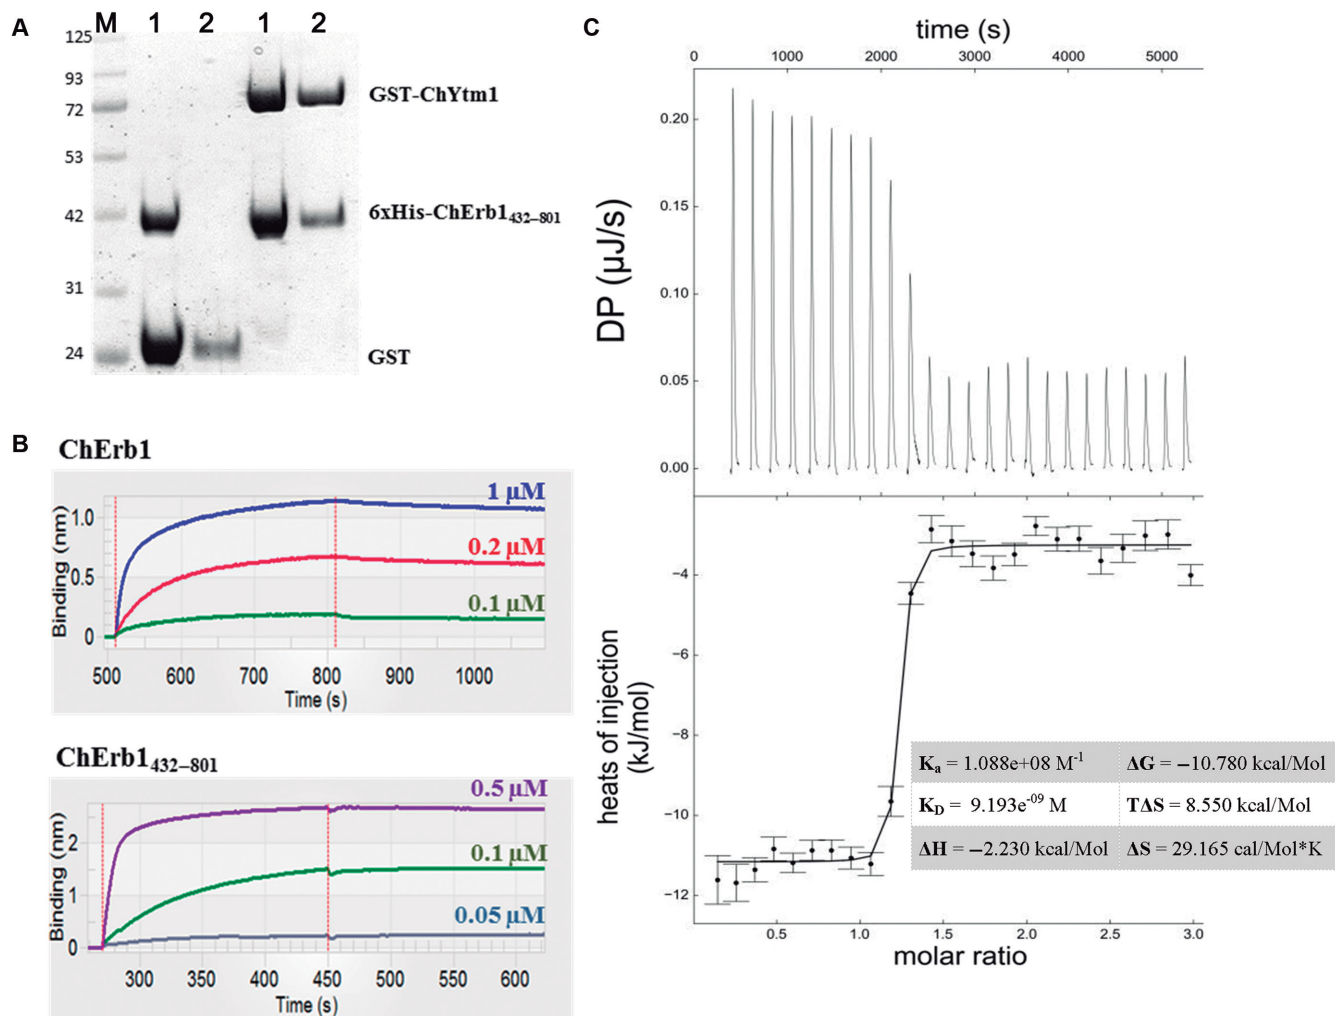 A
M 1 2 1 2
125
93
72
53
42
31
24
GST-ChYtm1
6xHis-ChErb1432–801
GST
B
ChErb1
Binding (nm)
1.0
0.5
0
1 µM
0.2 µM
0.1 µM
500 600 700 800 900 1000
Time (s)
ChErb1432–801
Binding (nm)
2
1
0
0.5 µM
0.1 µM
0.05 µM
300 350 400 450 500 550 600
Time (s)
C
time (s)
0 1000 2000 3000 4000 5000
DP (µJ/s)
0.20
0.15
0.10
0.05
0.00
heats of injection
(kJ/mol)
−4
−6
−8
−10
−12
Ka = 1.088e+08 M-1 ΔG = −10.780 kcal/Mol
KD = 9.193e-09 M TΔS = 8.550 kcal/Mol
ΔH = −2.230 kcal/Mol ΔS = 29.165 cal/Mol*K
0.5 1.0 1.5 2.0 2.5 3.0
molar ratio